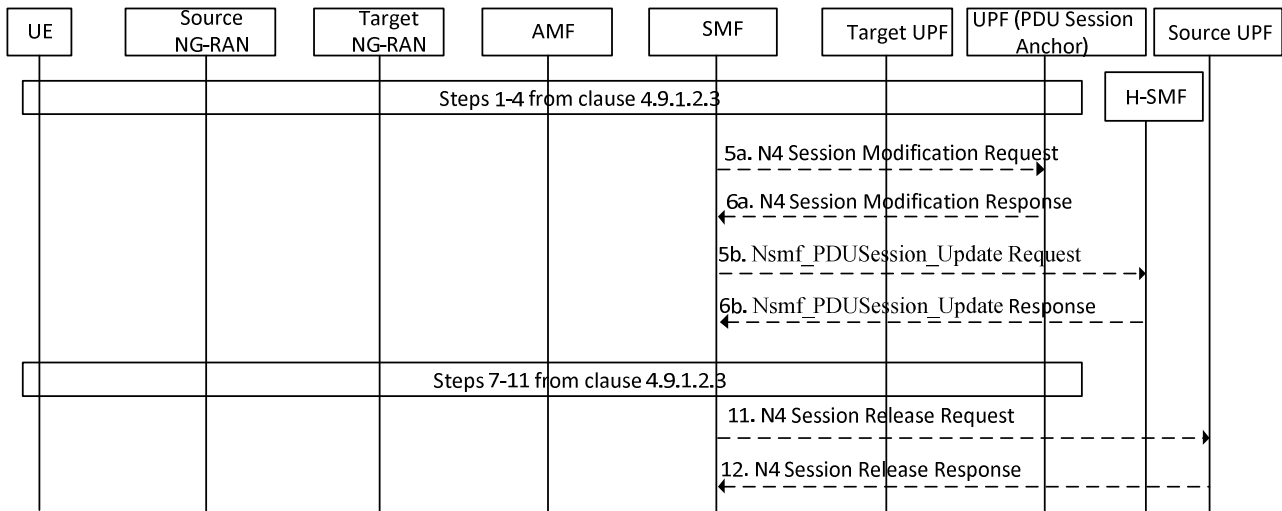 UE
Source
NG-RAN
Target
NG-RAN
AMF
SMF
Target UPF
UPF (PDU Session
Anchor)
Source UPF
Steps 1-4 from clause 4.9.1.2.3
H-SMF
5a. N4 Session Modification Request
6a. N4 Session Modification Response
5b. Nsmf_PDUSession_Update Request
6b. Nsmf_PDUSession_Update Response
Steps 7-11 from clause 4.9.1.2.3
11. N4 Session Release Request
12. N4 Session Release Response